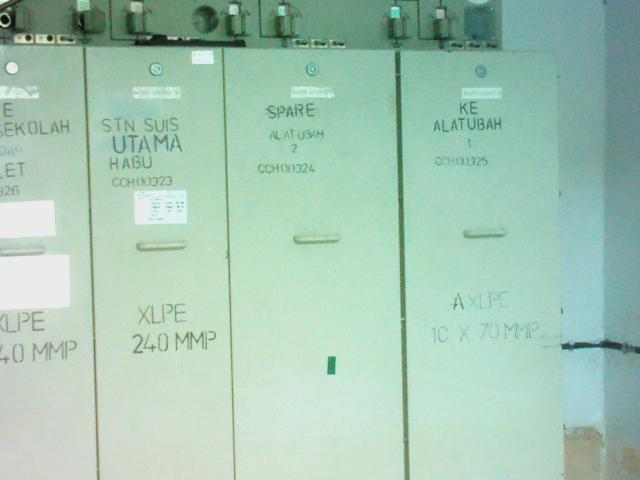 E
SEKOLAH
LET
326
XLPE
40 MMP
STN SUIS
UTAMA
HABU
CCH00323
XLPE
240 MMP
SPARE
ALATUBAH
2
CCH00324
KE
ALATUBAH
1
CCH00325
A XLPE
10 X 70 MMP